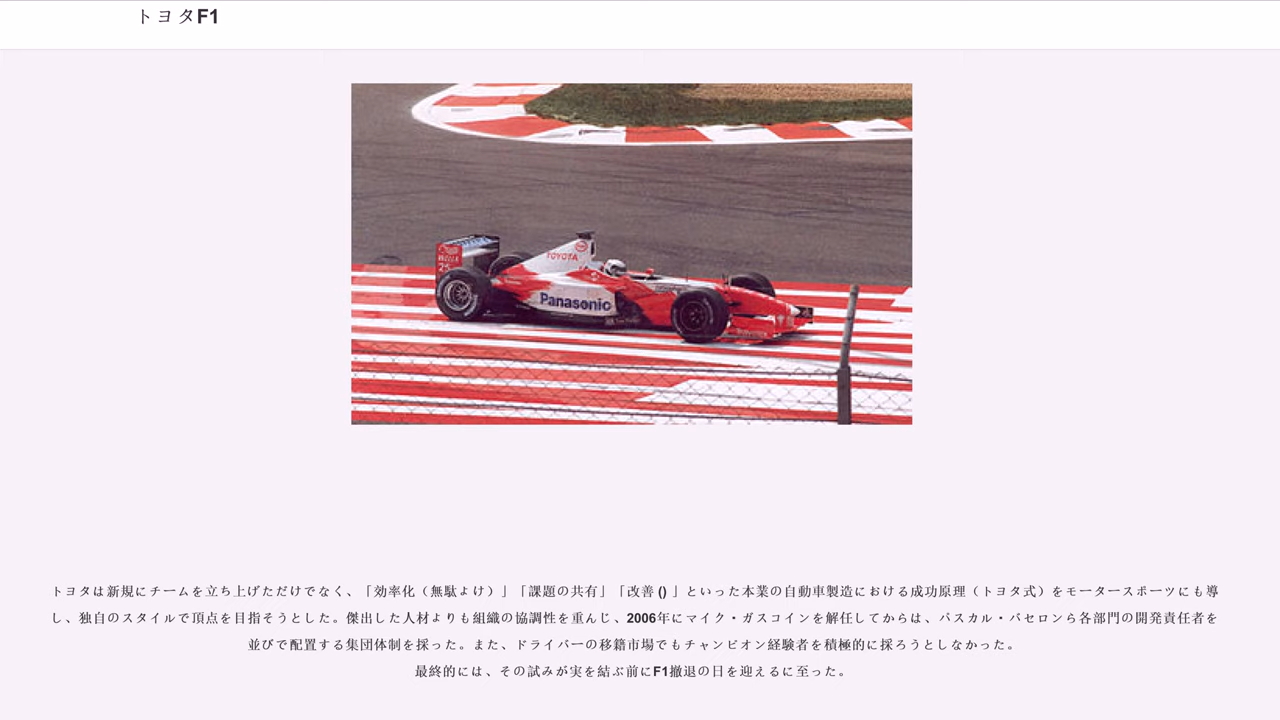 トヨタF1
TOYOTA
25
Panasonic
トヨタは新規にチームを立ち上げただけでなく、「効率化（無駄よけ）」「課題の共有」「改善 () 」といった本業の自動車製造における成功原理（トヨタ式）をモータースポーツにも導
し、独自のスタイルで頂点を目指そうとした。傑出した人材よりも組織の協調性を重んじ、2006年にマイク・ガスコインを解任してからは、パスカル・バセロンら各部門の開発責任者を
並びで配置する集団体制を採った。また、ドライバーの移籍市場でもチャンピオン経験者を積極的に採ろうとしなかった。
最終的には、その試みが実を結ぶ前にF1撤退の日を迎えるに至った。